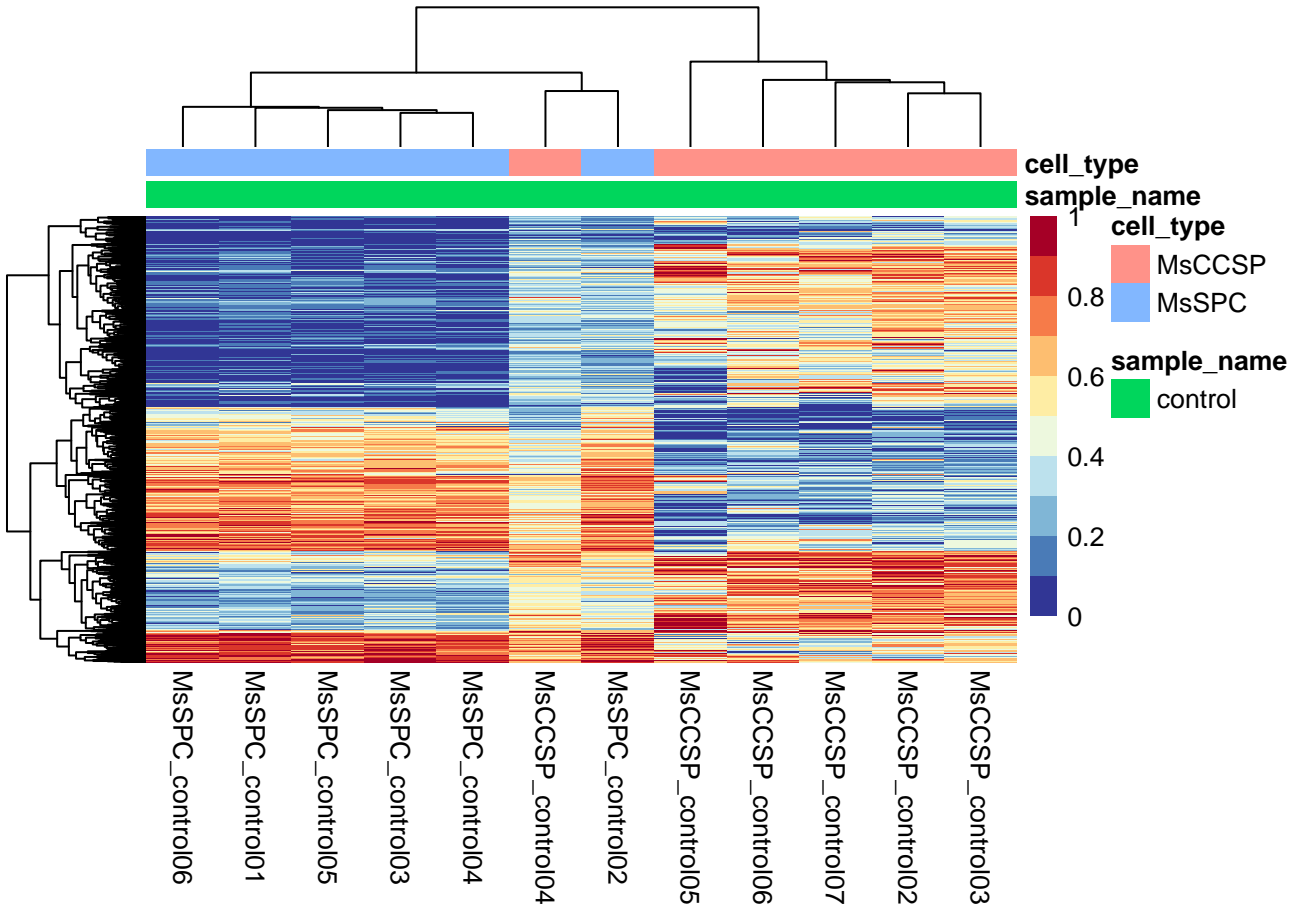 cell_type
sample_name
1
0.8
0.6
0.4
0.2
0
cell_type
MsCCSP
MsSPC
sample_name
control
MsSPC_control06
MsSPC_control01
MsSPC_control05
MsSPC_control03
MsSPC_control04
MsCCSP_control04
MsSPC_control02
MsCCSP_control05
MsCCSP_control06
MsCCSP_control07
MsCCSP_control02
MsCCSP_control03